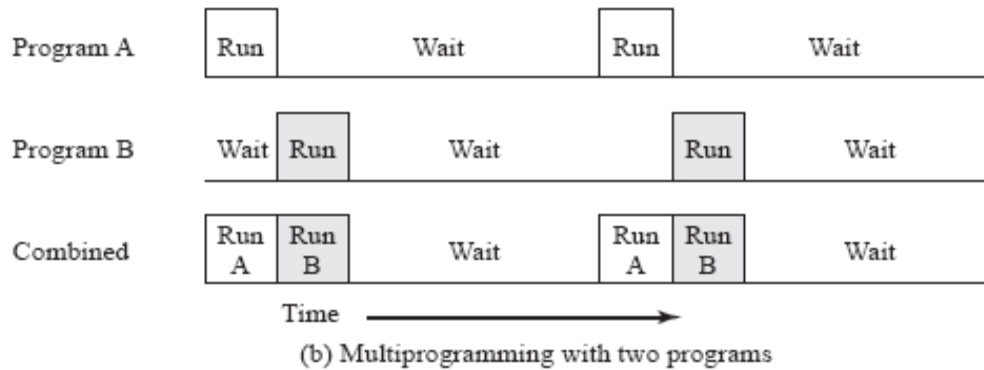 Program A Run Wait Run Wait
Program B Wait Run Wait Run Wait
Combined Run A Run B Wait Run A Run B Wait
Time
(b) Multiprogramming with two programs